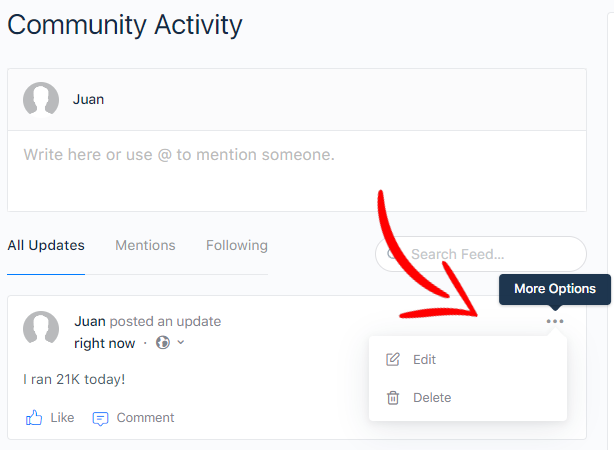 Community Activity
Juan
Write here or use @ to mention someone.
All Updates Mentions Following
Search Feed...
More Options
Juan posted an update
right now ·
I ran 21K today!
Edit
Delete
Like Comment